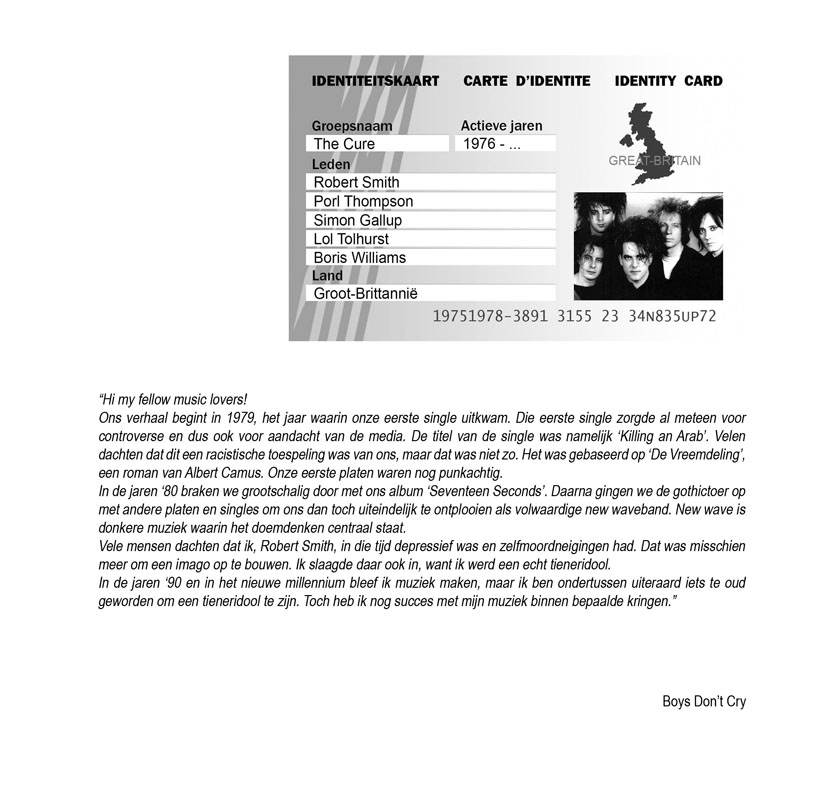 IDENTITEITSKAART CARTE D'IDENTITE IDENTITY CARD
Groepsnaam Actieve jaren
The Cure 1976 - ...
GREAT-BRITAIN
Leden
Robert Smith
Porl Thompson
Simon Gallup
Lol Tolhurst
Boris Williams
Land
Groot-Brittannië
19751978-3891 3155 23 34N835UP72
“Hi my fellow music lovers!
Ons verhaal begint in 1979, het jaar waarin onze eerste single uitkwam. Die eerste single zorgde al meteen voor
controverse en dus ook voor aandacht van de media. De titel van de single was namelijk ‘Killing an Arab’. Velen
dachten dat dit een racistische toespeling was van ons, maar dat was niet zo. Het was gebaseerd op ‘De Vreemdeling’,
een roman van Albert Camus. Onze eerste platen waren nog punkachtig.
In de jaren ‘80 braken we grootschalig door met ons album ‘Seventeen Seconds’. Daarna gingen we de gothictoer op
met andere platen en singles om ons dan toch uiteindelijk te ontplooien als volwaardige new waveband. New wave is
donkere muziek waarin het doemdenken centraal staat.
Vele mensen dachten dat ik, Robert Smith, in die tijd depressief was en zelfmoordneigingen had. Dat was misschien
meer om een imago op te bouwen. Ik slaagde daar ook in, want ik werd een echt tieneridool.
In de jaren ‘90 en in het nieuwe millennium bleef ik muziek maken, maar ik ben ondertussen uiteraard iets te oud
geworden om een tieneridool te zijn. Toch heb ik nog succes met mijn muziek binnen bepaalde kringen.”
Boys Don’t Cry